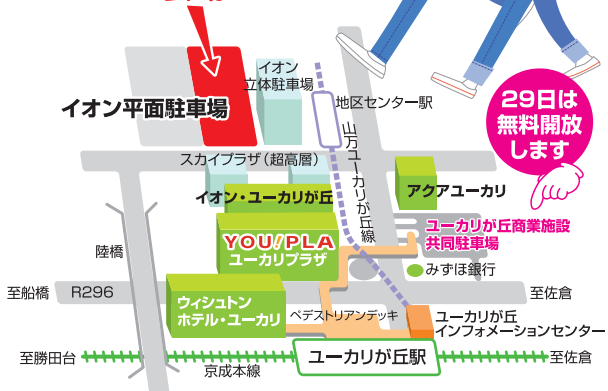 イオン
立体駐車場
地区センター駅
イオン平面駐車場
29日は
無料開放
します
スカイプラザ（超高層）
山万ユーカリが丘線
イオン・ユーカリが丘
アクアユーカリ
YOU!PLA
ユーカリプラザ
ユーカリが丘商業施設
共同駐車場
陸橋
みずほ銀行
至船橋
R296
至佐倉
ウィシュトン
ホテル・ユーカリ
ペデストリアンデッキ
ユーカリが丘
インフォメーションセンター
至勝田台
京成本線
ユーカリが丘駅
至佐倉